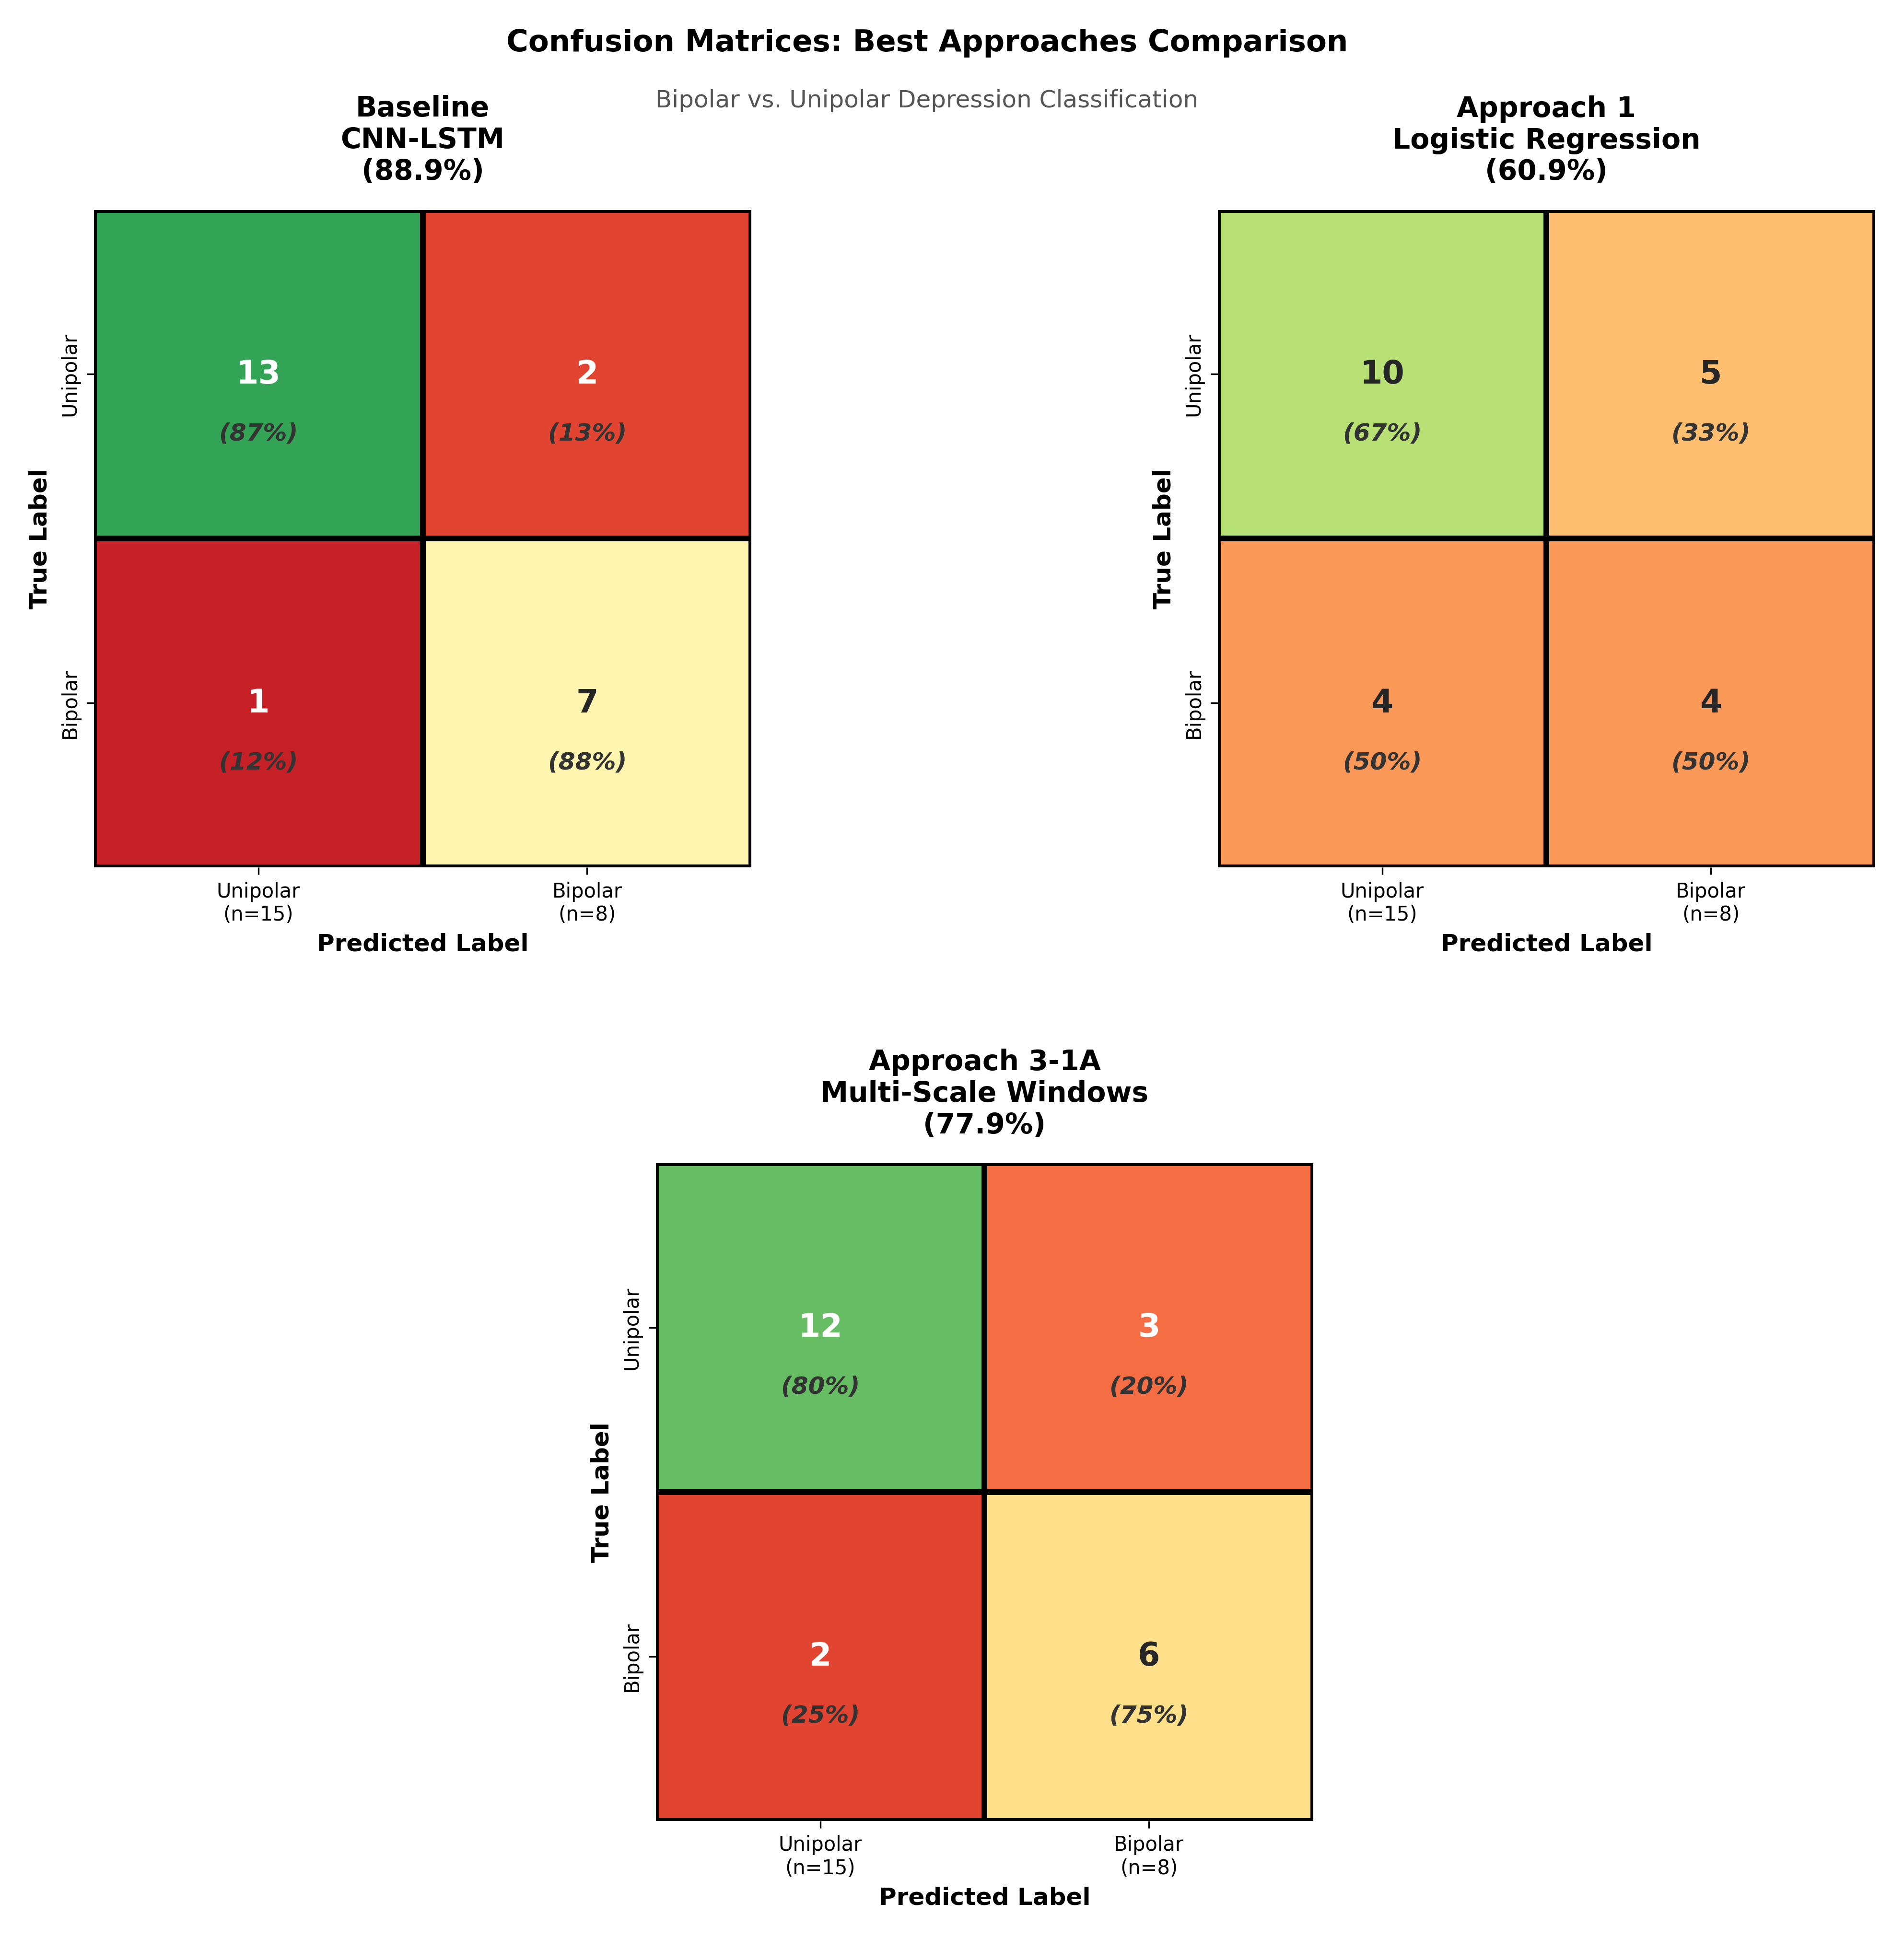 Confusion Matrices: Best Approaches Comparison
Bipolar vs. Unipolar Depression Classification
Baseline
CNN-LSTM
(88.9%)
True Label
Unipolar
Bipolar
13
(87%)
2
(13%)
1
(12%)
7
(88%)
Unipolar
(n=15)
Bipolar
(n=8)
Predicted Label
Approach 1
Logistic Regression
(60.9%)
True Label
Unipolar
Bipolar
10
(67%)
5
(33%)
4
(50%)
4
(50%)
Unipolar
(n=15)
Bipolar
(n=8)
Predicted Label
Approach 3-1A
Multi-Scale Windows
(77.9%)
True Label
Unipolar
Bipolar
12
(80%)
3
(20%)
2
(25%)
6
(75%)
Unipolar
(n=15)
Bipolar
(n=8)
Predicted Label